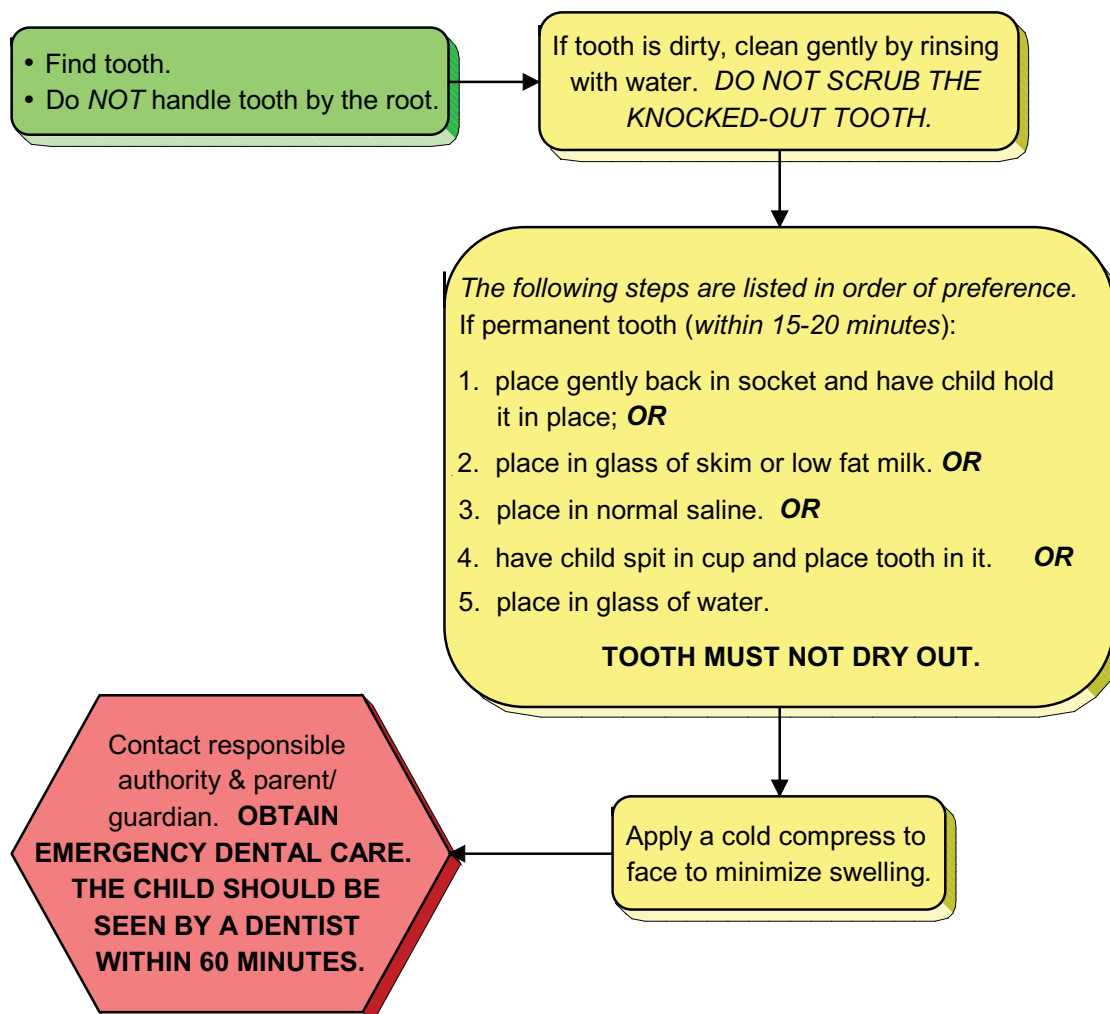 • Find tooth.
• Do NOT handle tooth by the root.
If tooth is dirty, clean gently by rinsing
with water. DO NOT SCRUB THE
KNOCKED-OUT TOOTH.
The following steps are listed in order of preference.
If permanent tooth (within 15-20 minutes):
1. place gently back in socket and have child hold
it in place; OR
2. place in glass of skim or low fat milk. OR
3. place in normal saline. OR
4. have child spit in cup and place tooth in it. OR
5. place in glass of water.
TOOTH MUST NOT DRY OUT.
Apply a cold compress to
face to minimize swelling.
Contact responsible
authority & parent/
guardian. OBTAIN
EMERGENCY DENTAL CARE.
THE CHILD SHOULD BE
SEEN BY A DENTIST
WITHIN 60 MINUTES.